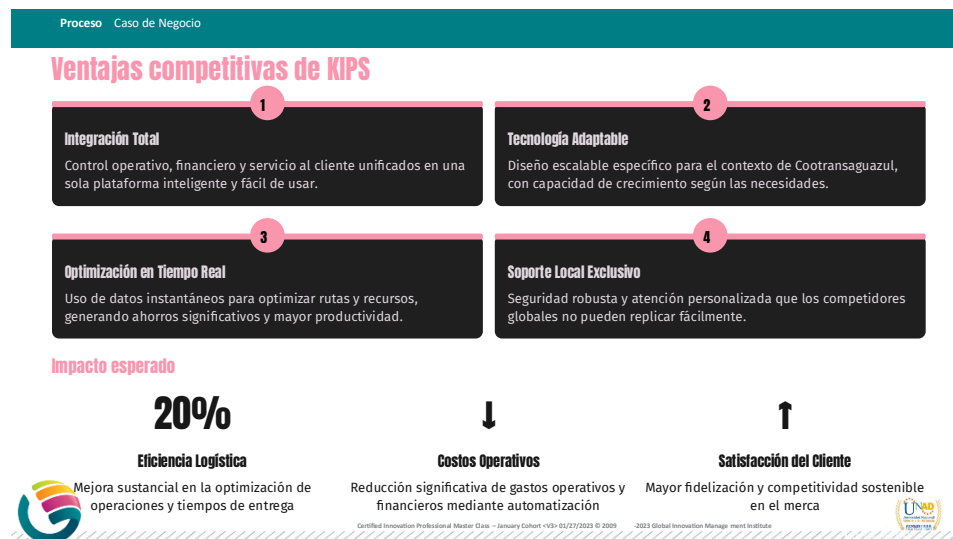 Proceso Caso de Negocio
Ventajas competitivas de KIPS
1
Integración Total
Control operativo, financiero y servicio al cliente unificados en una
sola plataforma inteligente y fácil de usar.
2
Tecnología Adaptable
Diseño escalable específico para el contexto de Cootransaguazul,
con capacidad de crecimiento según las necesidades.
3
Optimización en Tiempo Real
Uso de datos instantáneos para optimizar rutas y recursos,
generando ahorros significativos y mayor productividad.
4
Soporte Local Exclusivo
Seguridad robusta y atención personalizada que los competidores
globales no pueden replicar fácilmente.
Impacto esperado
20%
Eficiencia Logística
Mejora sustancial en la optimización de
operaciones y tiempos de entrega
↓
Costos Operativos
Reducción significativa de gastos operativos y
financieros mediante automatización
↑
Satisfacción del Cliente
Mayor fidelización y competitividad sostenible
en el merca
Certified Innovation Professional Master Class – January Cohort <V3> 01/27/2023 © 2009 -2023 Global Innovation Manage ment Institute
UNAD